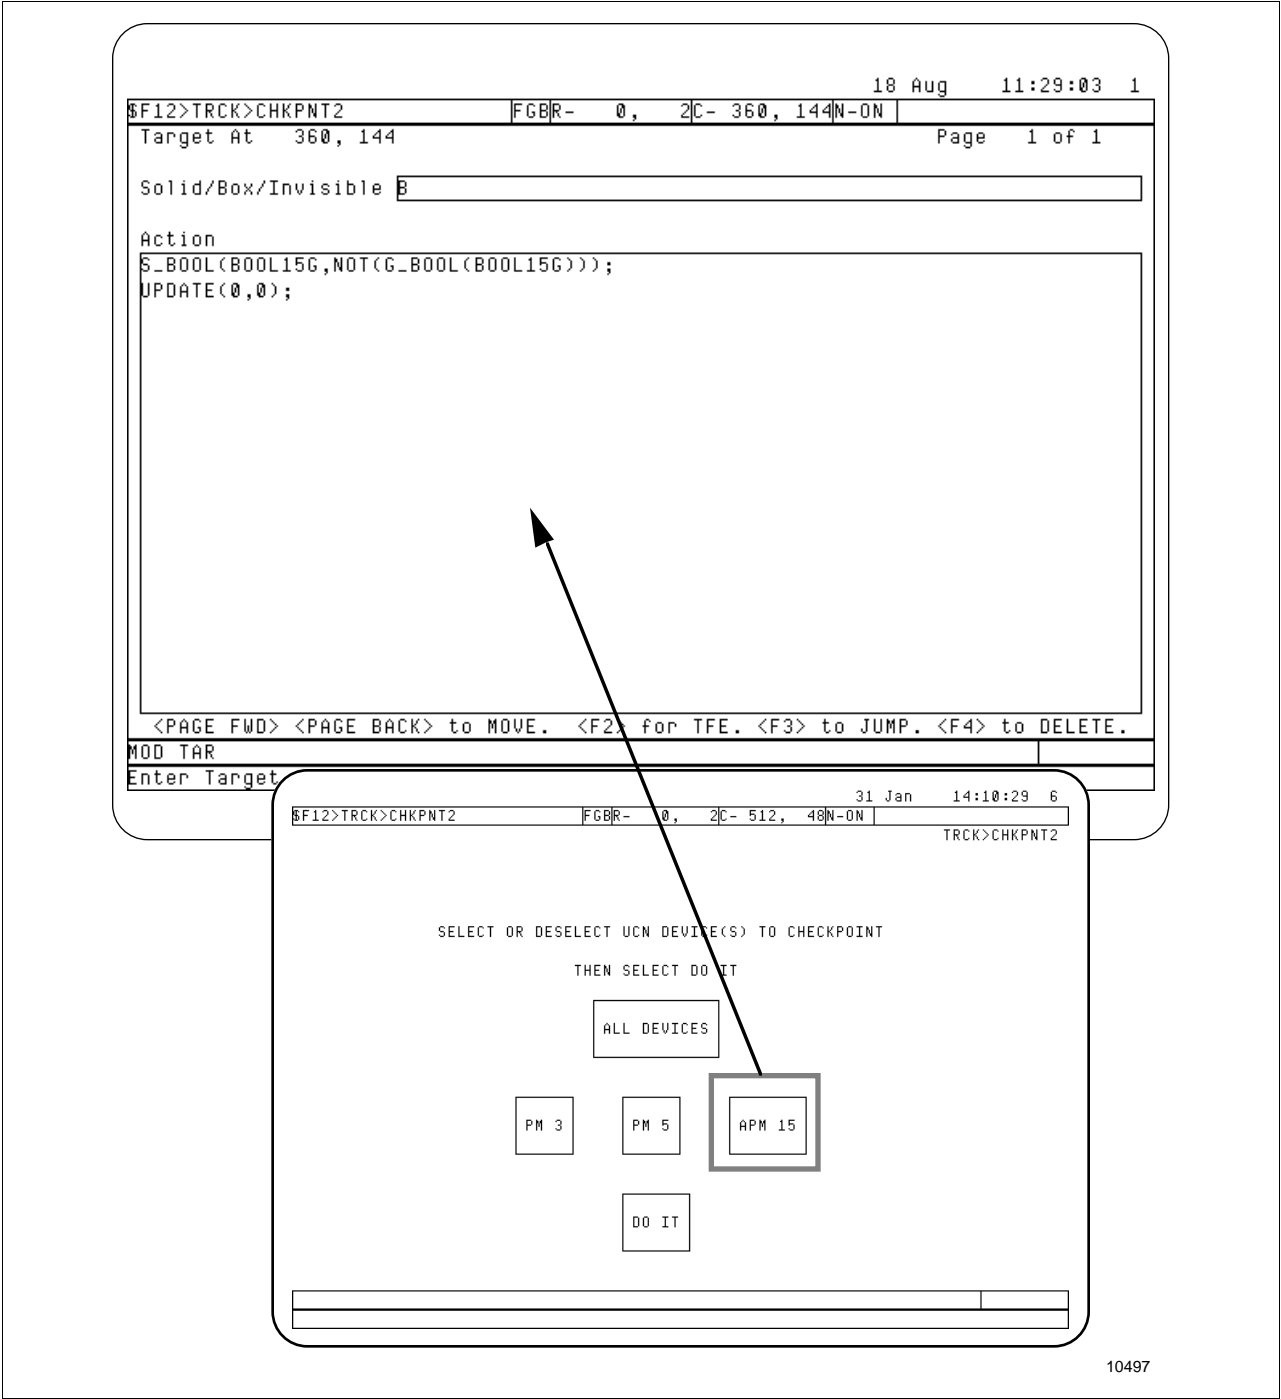 18 Aug 11:29:03 1
$F12>TRCK>CHKPNT2 FGB R- 0, 2 C- 360, 144 N-ON
Target At 360, 144 Page 1 of 1
Solid/Box/Invisible B
Action
S_BOOL(BOOL15G,NOT(G_BOOL(BOOL15G)));
UPDATE(0,0);
<PAGE FWD> <PAGE BACK> to MOVE. <F2> for TFE. <F3> to JUMP. <F4> to DELETE.
MOD TAR
Enter Target
31 Jan 14:10:29 6
$F12>TRCK>CHKPNT2 FGB R- 0, 2 C- 512, 48 N-ON
TRCK>CHKPNT2
SELECT OR DESELECT UCN DEVICE(S) TO CHECKPOINT
THEN SELECT DO IT
ALL DEVICES
PM 3 PM 5 APM 15
DO IT
10497